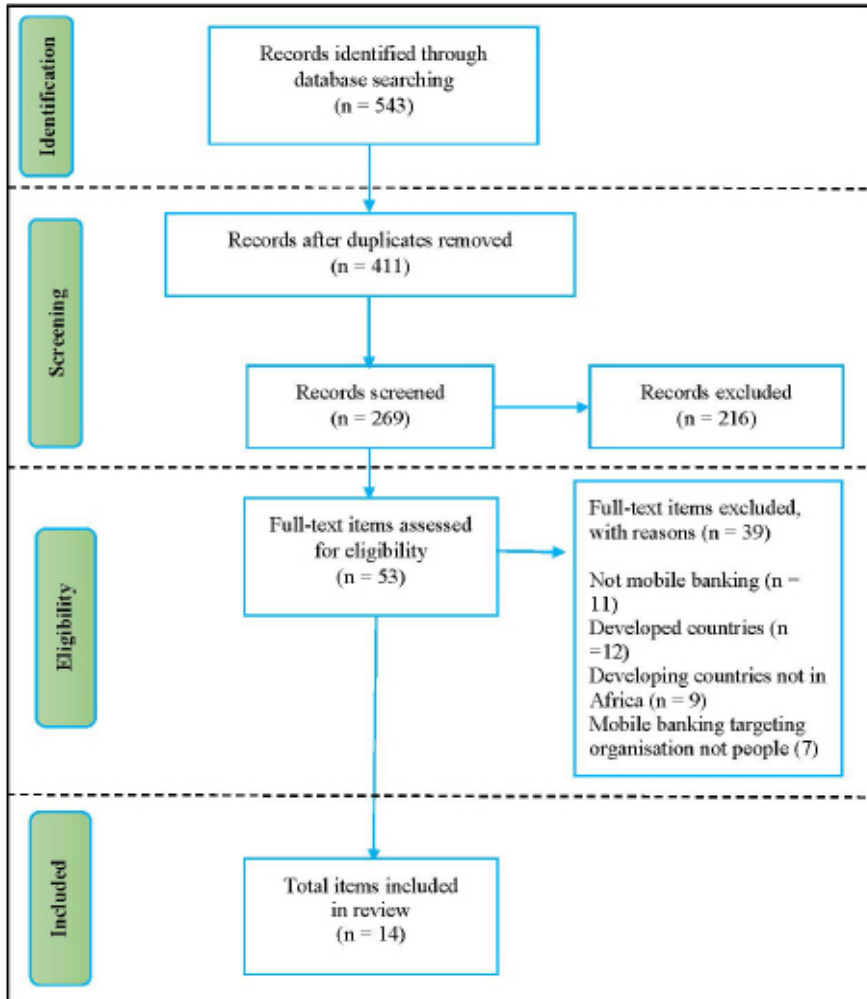 Identification
Records identified through
database searching
(n = 543)
Screening
Records after duplicates removed
(n = 411)
Records screened
(n = 269)
Records excluded
(n = 216)
Eligibility
Full-text items assessed
for eligibility
(n = 53)
Full-text items excluded,
with reasons (n = 39)
Not mobile banking (n =
11)
Developed countries (n
=12)
Developing countries not in
Africa (n = 9)
Mobile banking targeting
organisation not people (7)
Included
Total items included
in review
(n = 14)